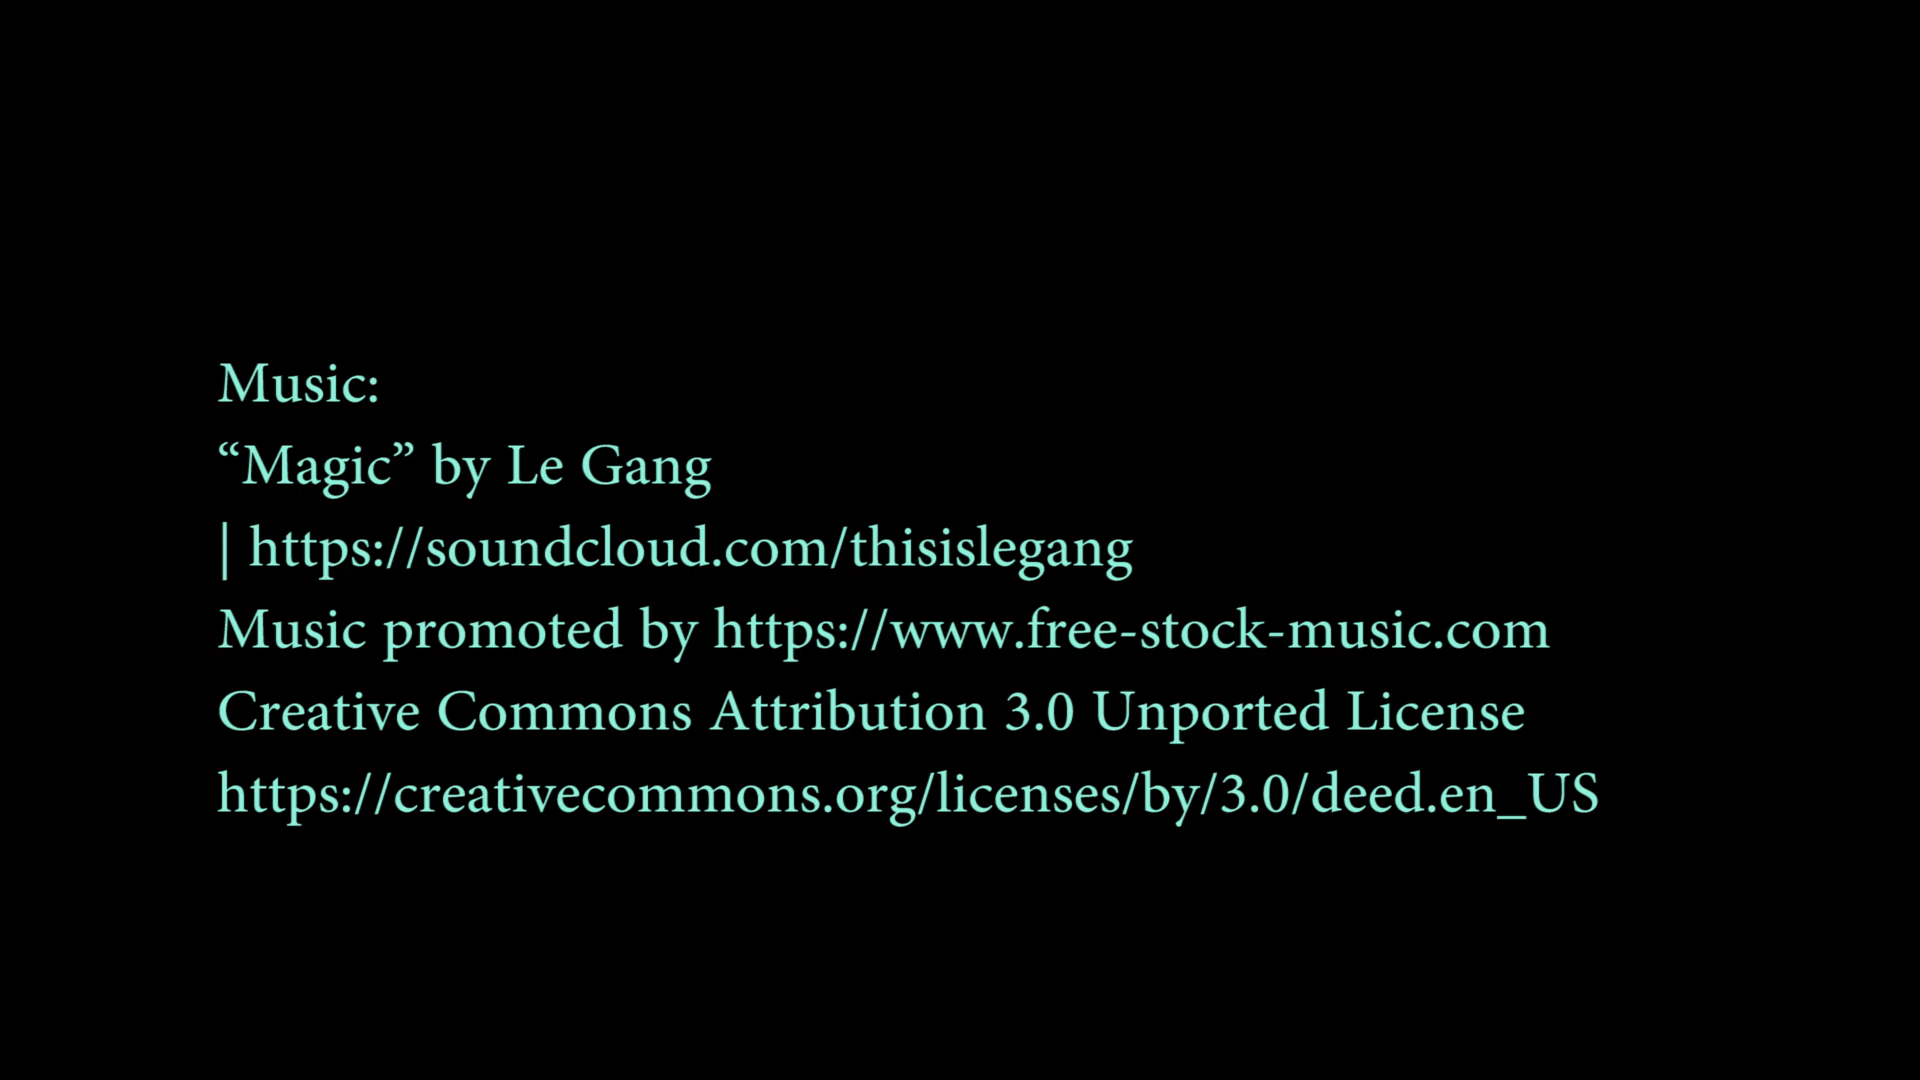 Music:
“Magic” by Le Gang
| https://soundcloud.com/thisislegang
Music promoted by https://www.free-stock-music.com
Creative Commons Attribution 3.0 Unported License
https://creativecommons.org/licenses/by/3.0/deed.en_US